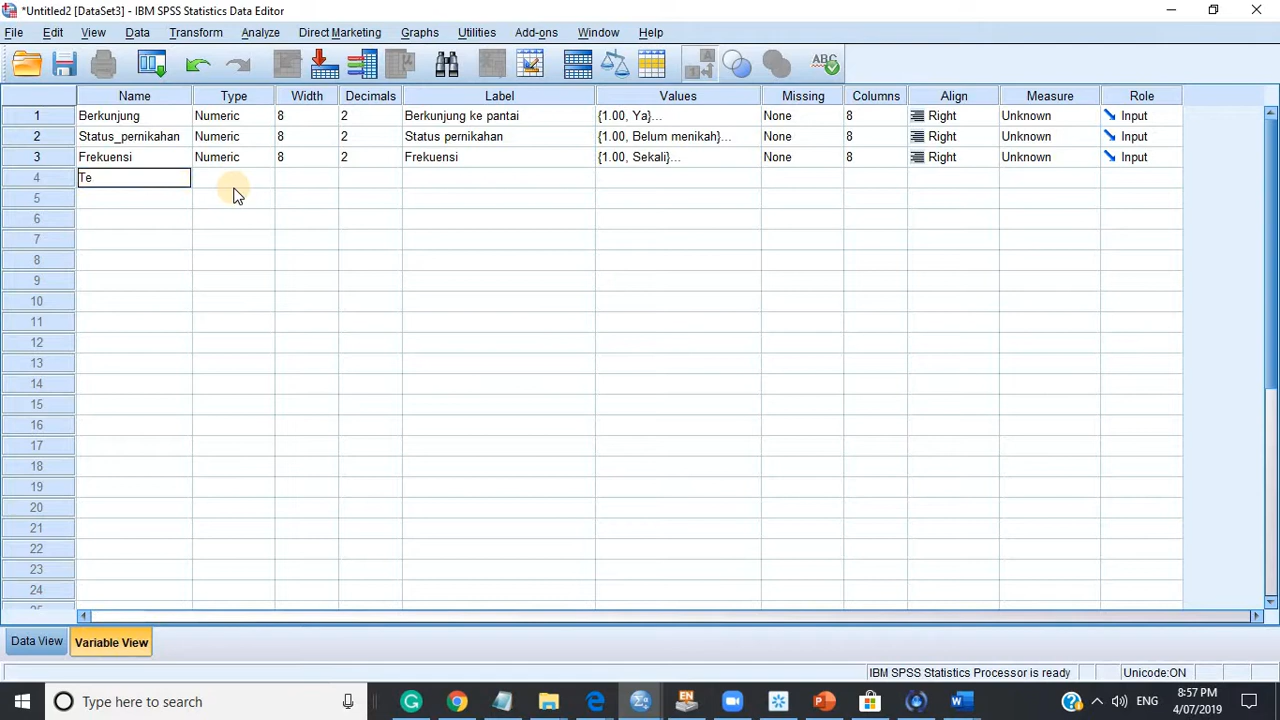 *Untitled2 [DataSet3] - IBM SPSS Statistics Data Editor
File Edit View Data Transform Analyze Direct Marketing Graphs Utilities Add-ons Window Help
Name Type Width Decimals Label Values Missing Columns Align Measure Role
1 Berkunjung Numeric 8 2 Berkunjung ke pantai {1.00, Ya}... None 8 Right Unknown Input
2 Status_pernikahan Numeric 8 2 Status pernikahan {1.00, Belum menikah}... None 8 Right Unknown Input
3 Frekuensi Numeric 8 2 Frekuensi {1.00, Sekali}... None 8 Right Unknown Input
4 Te
5
6
7
8
9
10
11
12
13
14
15
16
17
18
19
20
21
22
23
24
Data View Variable View
IBM SPSS Statistics Processor is ready Unicode:ON
Type here to search
ENG
8:57 PM
4/07/2019